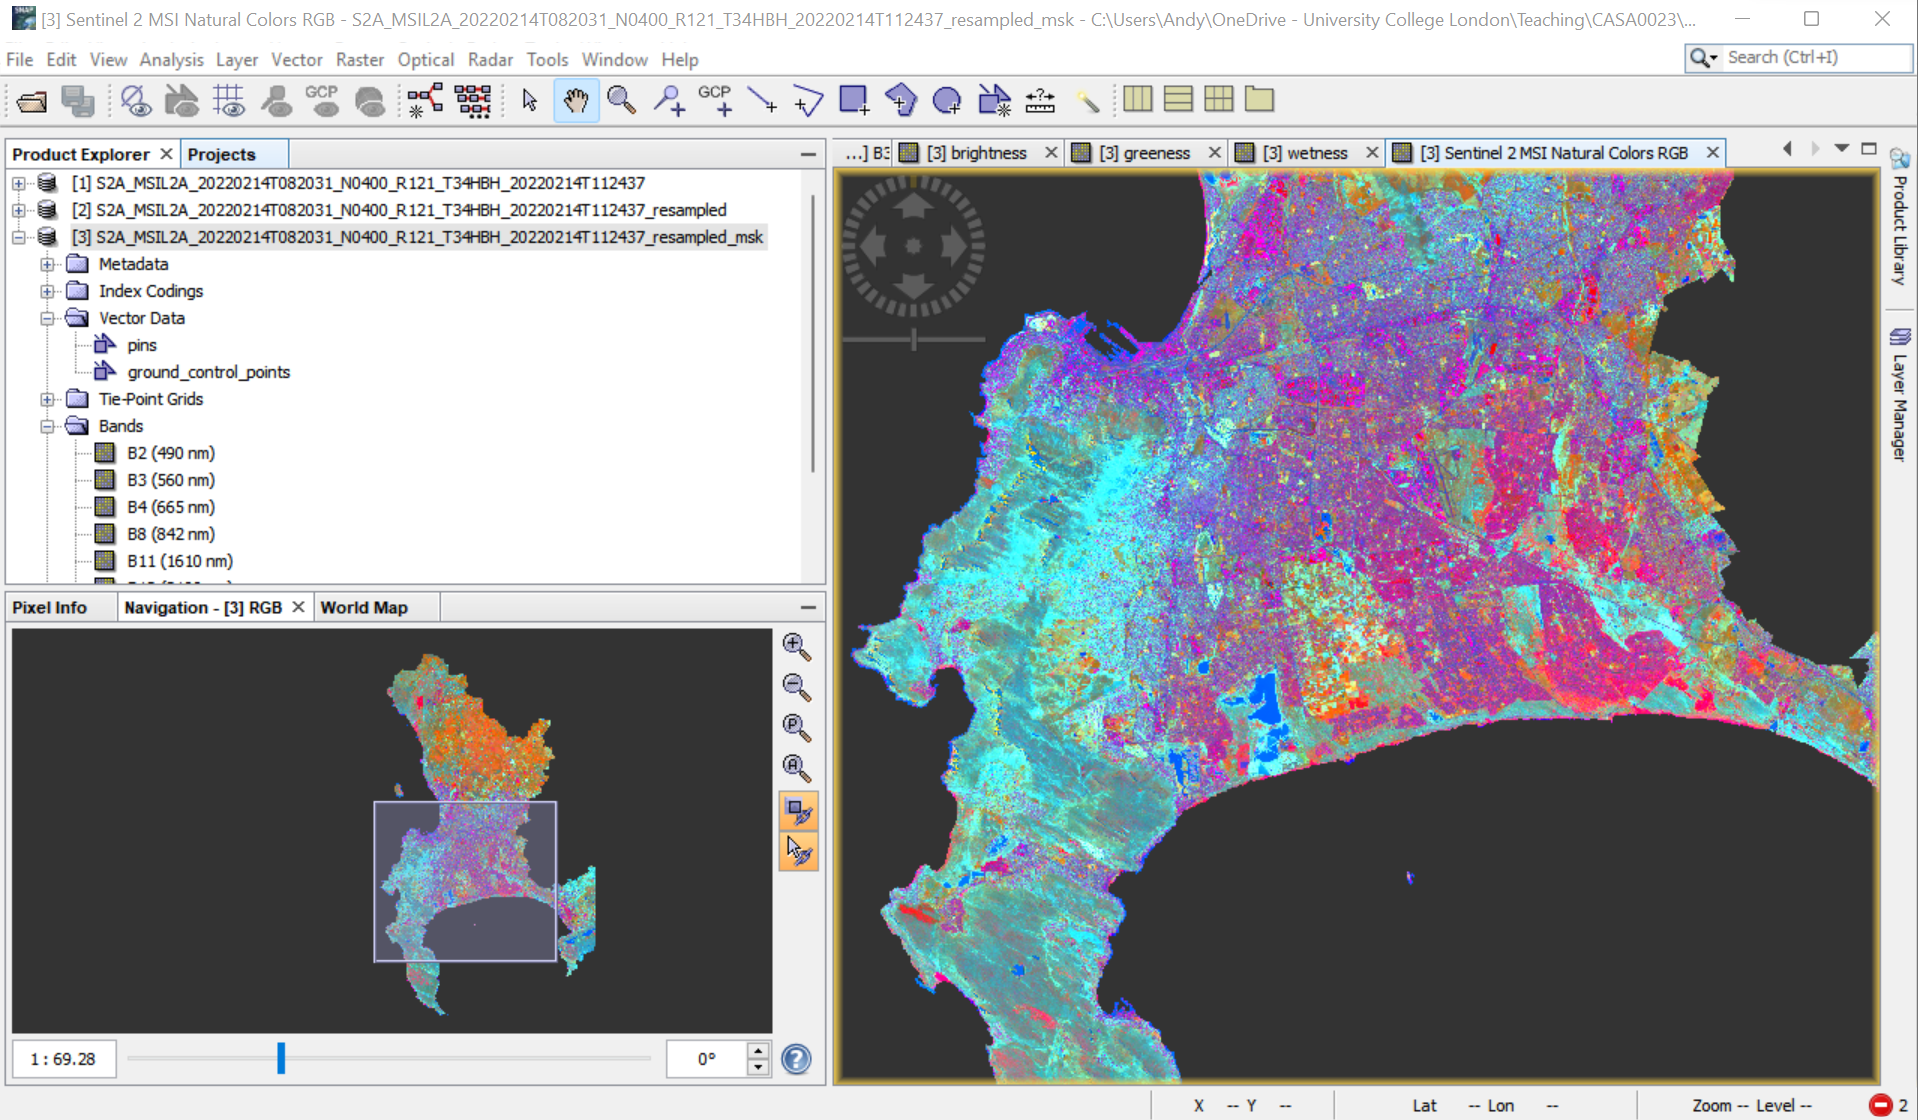 [3] Sentinel 2 MSI Natural Colors RGB - S2A_MSIL2A_20220214T082031_N0400_R121_T34HBH_20220214T112437_resampled_msk - C:\Users\Andy\OneDrive - University College London\Teaching\CASA0023\...
File Edit View Analysis Layer Vector Raster Optical Radar Tools Window Help
Search (Ctrl+I)
GCP GCP
Product Explorer Projects
...] B3 [3] brightness [3] greeness [3] wetness [3] Sentinel 2 MSI Natural Colors RGB
[1] S2A_MSIL2A_20220214T082031_N0400_R121_T34HBH_20220214T112437
[2] S2A_MSIL2A_20220214T082031_N0400_R121_T34HBH_20220214T112437_resampled
[3] S2A_MSIL2A_20220214T082031_N0400_R121_T34HBH_20220214T112437_resampled_msk
Metadata
Index Codings
Vector Data
pins
ground_control_points
Tie-Point Grids
Bands
B2 (490 nm)
B3 (560 nm)
B4 (665 nm)
B8 (842 nm)
B11 (1610 nm)
Product Library
Layer Manager
Pixel Info Navigation - [3] RGB World Map
1 : 69.28
0°
X -- Y -- Lat -- Lon -- Zoom -- Level -- 2